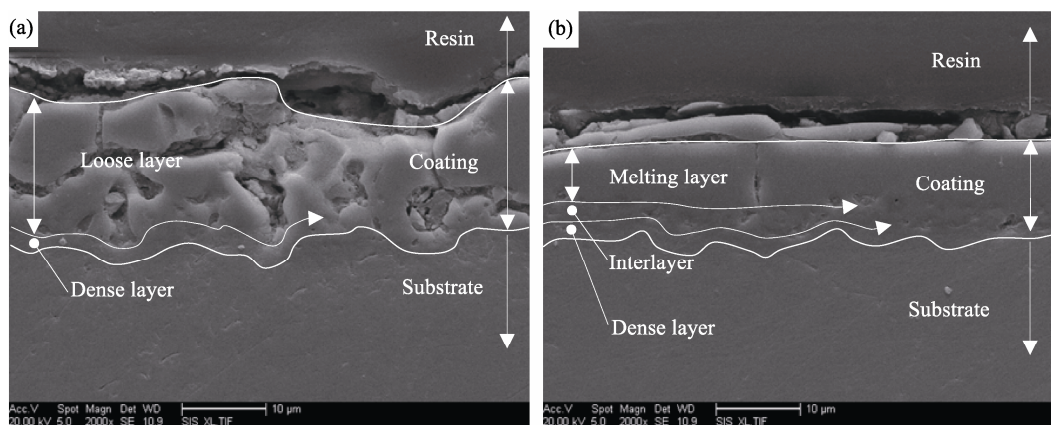 (a)
Resin
Loose layer
Coating
Dense layer
Substrate
Acc.V Spot Magn Det WD 10 μm
20.00 kV 5.0 2000x SE 10.9 SIS XL TIF
(b)
Resin
Melting layer
Coating
Interlayer
Substrate
Dense layer
Acc.V Spot Magn Det WD 10 μm
20.00 kV 5.0 2000x SE 10.9 SIS XL TIF